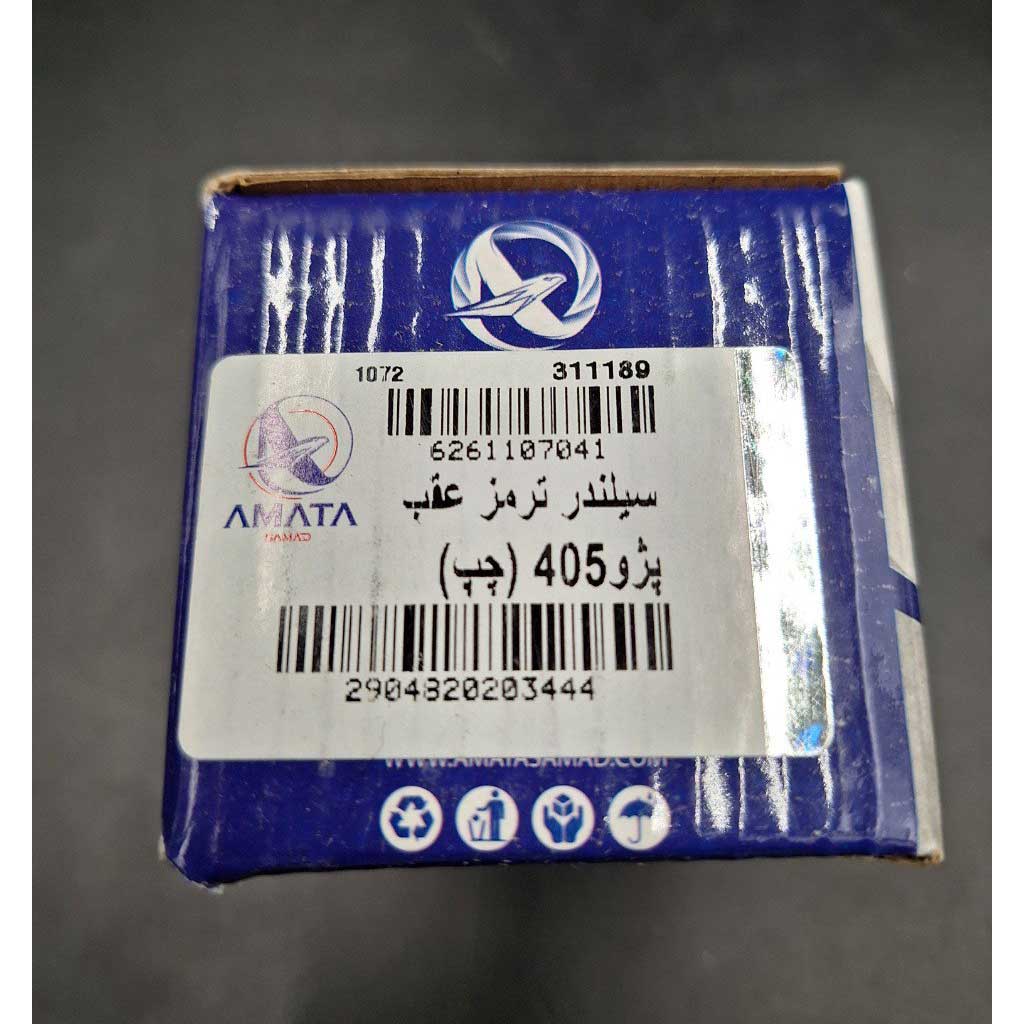 1072 311189
6261107041
AMATA
SAMAD
سیلندر ترمز عقب
پژو405 (چپ)
2904820203444
WWW.AMATASAMAD.COM